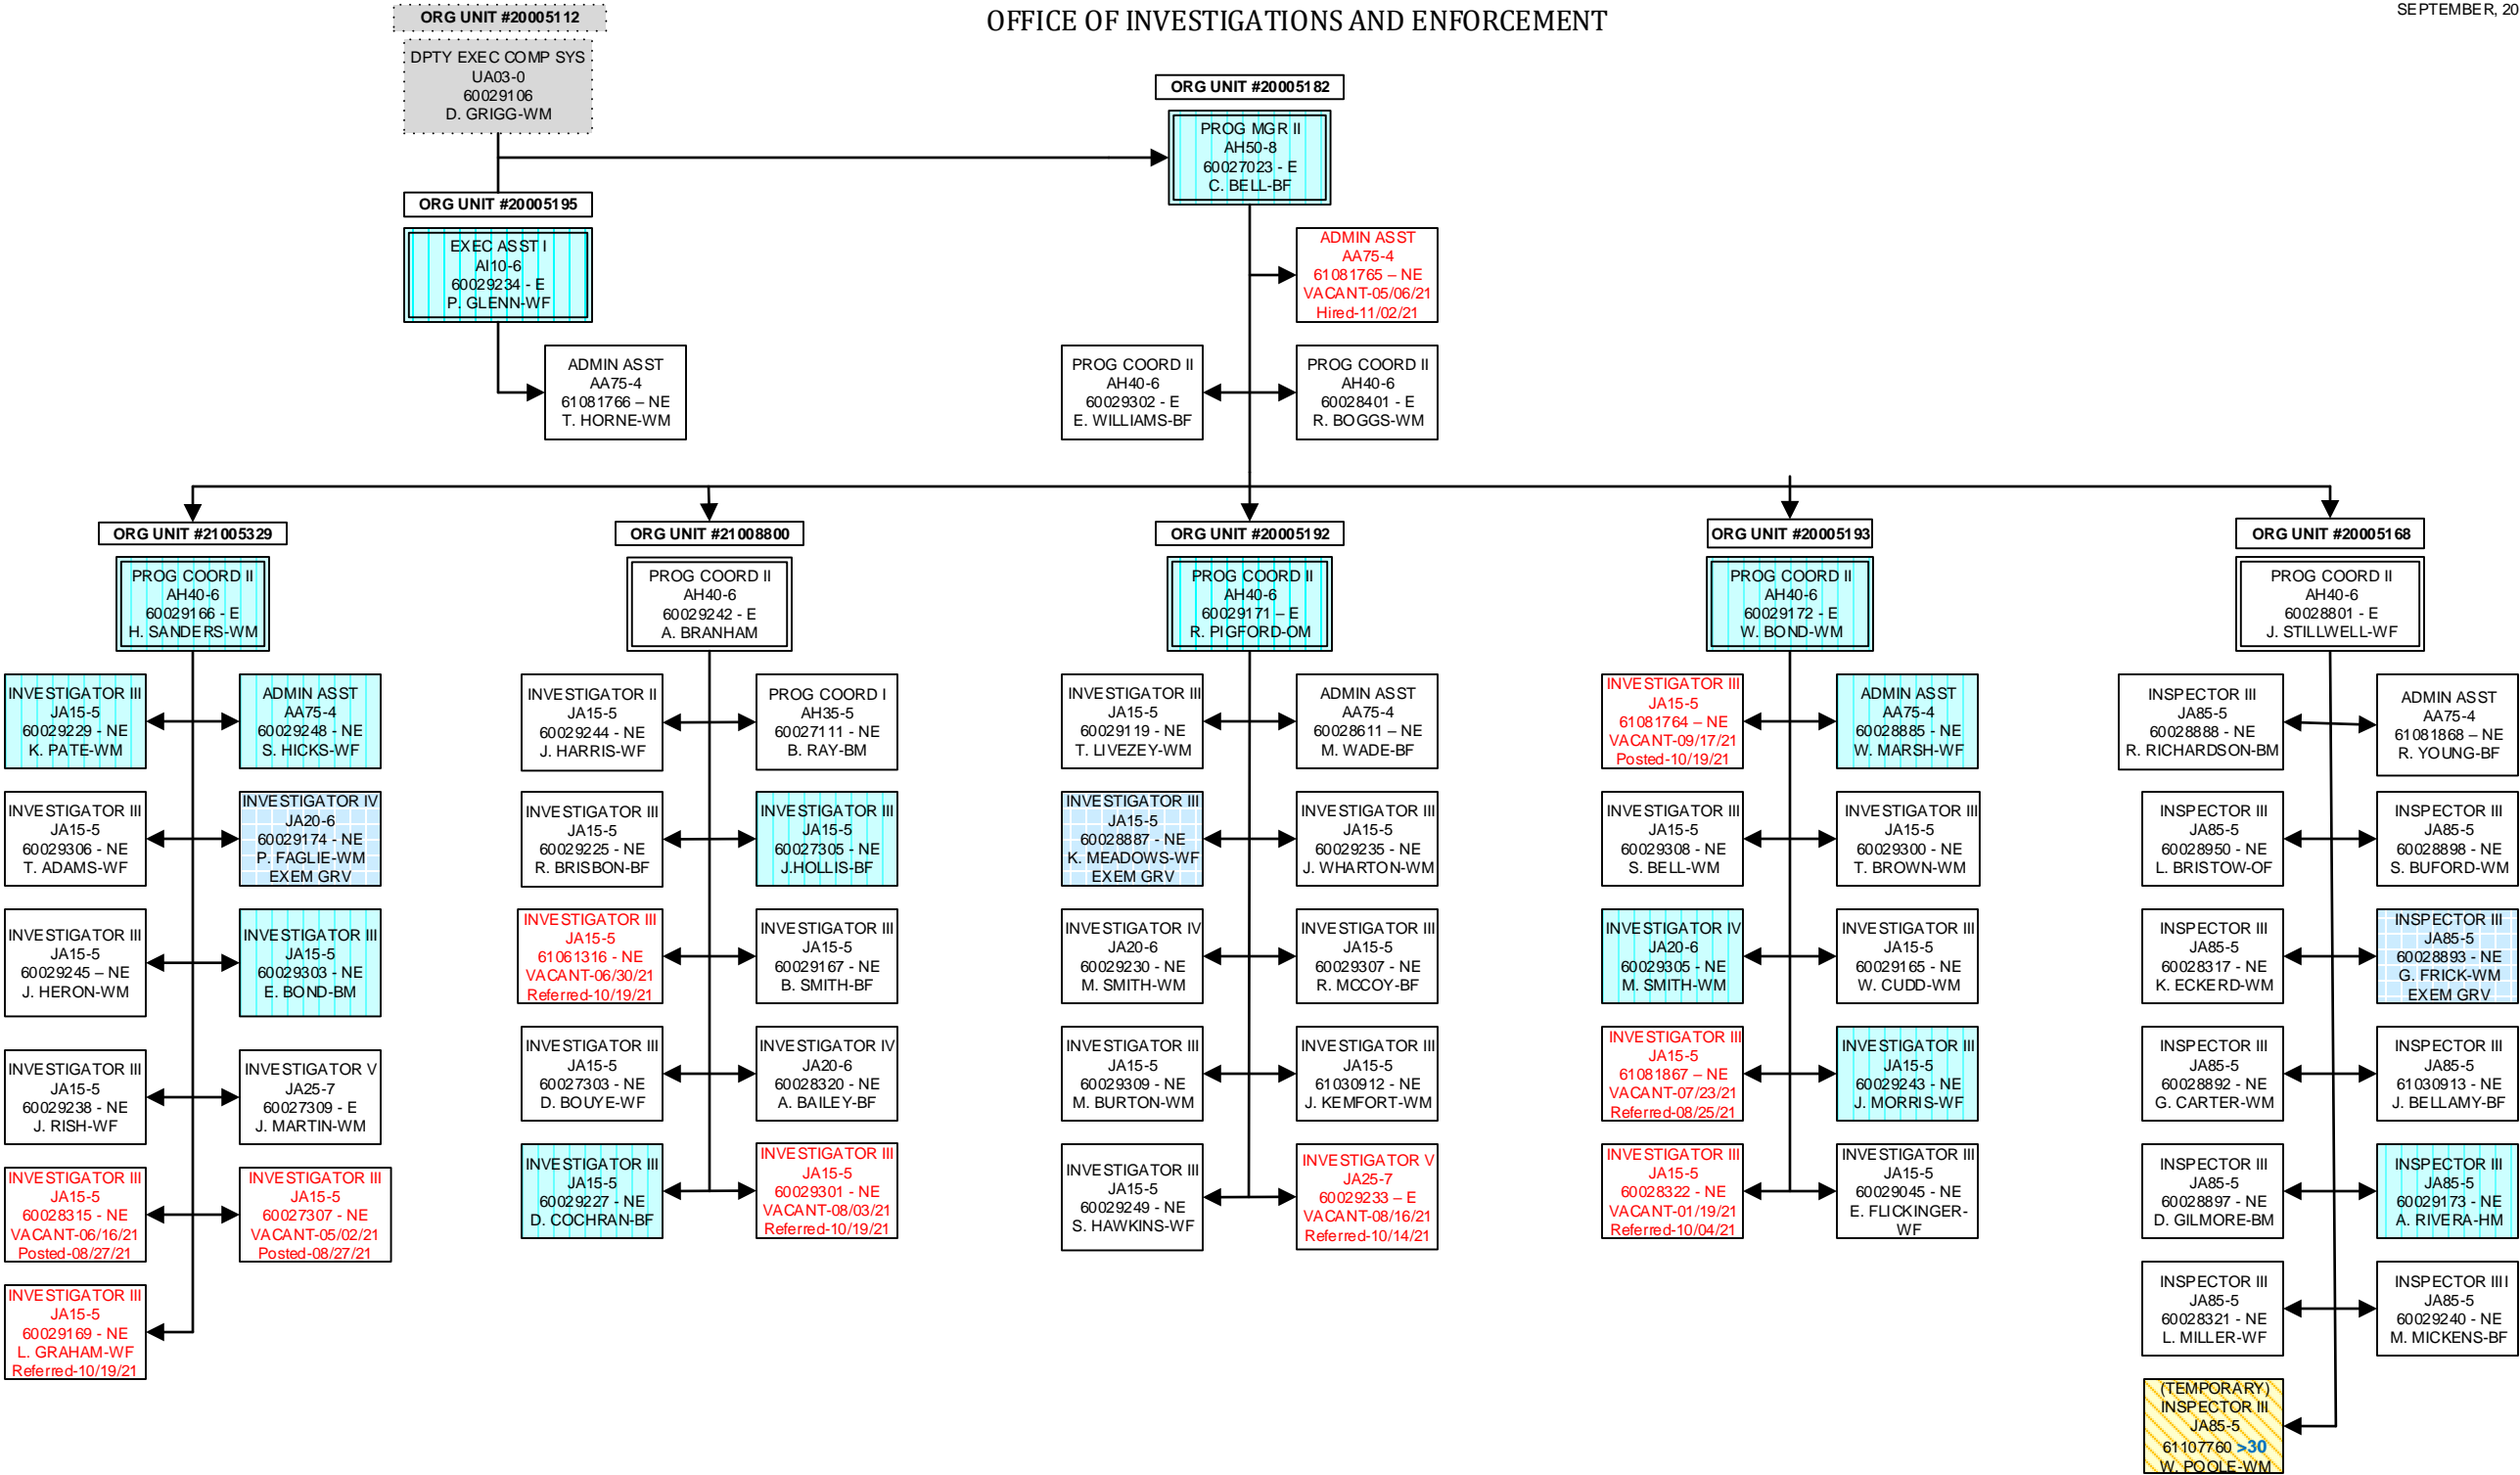 OFFICE OF INVESTIGATIONS AND ENFORCEMENT
SEPTEMBER, 20
ORG UNIT #20005112
DPTY EXEC COMP SYS
UA03-0
60029106
D. GRIGG-WM
ORG UNIT #20005182
PROG MGR II
AH50-8
60027023 - E
C. BELL-BF
ORG UNIT #20005195
EXEC ASST I
AI10-6
60029234 - E
P. GLENN-WF
ADMIN ASST
AA75-4
61081765 – NE
VACANT-05/06/21
Hired-11/02/21
ADMIN ASST
AA75-4
61081766 – NE
T. HORNE-WM
PROG COORD II
AH40-6
60029302 - E
E. WILLIAMS-BF
PROG COORD II
AH40-6
60028401 - E
R. BOGGS-WM
ORG UNIT #21005329
PROG COORD II
AH40-6
60029166 - E
H. SANDERS-WM
INVESTIGATOR III
JA15-5
60029229 - NE
K. PATE-WM
ADMIN ASST
AA75-4
60029248 - NE
S. HICKS-WF
INVESTIGATOR III
JA15-5
60029306 - NE
T. ADAMS-WF
INVESTIGATOR IV
JA20-6
60029174 - NE
P. FAGLIE-WM
EXEM GRV
INVESTIGATOR III
JA15-5
60029245 – NE
J. HERON-WM
INVESTIGATOR III
JA15-5
60029303 - NE
E. BOND-BM
INVESTIGATOR III
JA15-5
60029238 - NE
J. RISH-WF
INVESTIGATOR V
JA25-7
60027309 - E
J. MARTIN-WM
INVESTIGATOR III
JA15-5
60028315 - NE
VACANT-06/16/21
Posted-08/27/21
INVESTIGATOR III
JA15-5
60027307 - NE
VACANT-05/02/21
Posted-08/27/21
INVESTIGATOR III
JA15-5
60029169 - NE
L. GRAHAM-WF
Referred-10/19/21
ORG UNIT #21008800
PROG COORD II
AH40-6
60029242 - E
A. BRANHAM
INVESTIGATOR II
JA15-5
60029244 - NE
J. HARRIS-WF
PROG COORD I
AH35-5
60027111 - NE
B. RAY-BM
INVESTIGATOR III
JA15-5
60029225 - NE
R. BRISBON-BF
INVESTIGATOR III
JA15-5
60027305 - NE
J.HOLLIS-BF
INVESTIGATOR III
JA15-5
61061316 - NE
VACANT-06/30/21
Referred-10/19/21
INVESTIGATOR III
JA15-5
60029167 - NE
B. SMITH-BF
INVESTIGATOR III
JA15-5
60027303 - NE
D. BOUYE-WF
INVESTIGATOR IV
JA20-6
60028320 - NE
A. BAILEY-BF
INVESTIGATOR III
JA15-5
60029227 - NE
D. COCHRAN-BF
INVESTIGATOR III
JA15-5
60029301 - NE
VACANT-08/03/21
Referred-10/19/21
ORG UNIT #20005192
PROG COORD II
AH40-6
60029171 – E
R. PIGFORD-OM
INVESTIGATOR III
JA15-5
60029119 - NE
T. LIVEZEY-WM
ADMIN ASST
AA75-4
60028611 – NE
M. WADE-BF
INVESTIGATOR III
JA15-5
60028887 - NE
K. MEADOWS-WF
EXEM GRV
INVESTIGATOR III
JA15-5
60029235 - NE
J. WHARTON-WM
INVESTIGATOR IV
JA20-6
60029230 - NE
M. SMITH-WM
INVESTIGATOR III
JA15-5
60029307 - NE
R. MCCOY-BF
INVESTIGATOR III
JA15-5
60029309 - NE
M. BURTON-WM
INVESTIGATOR III
JA15-5
61030912 - NE
J. KEMFORT-WM
INVESTIGATOR III
JA15-5
60029249 - NE
S. HAWKINS-WF
INVESTIGATOR V
JA25-7
60029233 – E
VACANT-08/16/21
Referred-10/14/21
ORG UNIT #20005193
PROG COORD II
AH40-6
60029172 – E
W. BOND-WM
INVESTIGATOR III
JA15-5
61081764 – NE
VACANT-09/17/21
Posted-10/19/21
ADMIN ASST
AA75-4
60028885 - NE
W. MARSH-WF
INVESTIGATOR III
JA15-5
60029308 - NE
S. BELL-WM
INVESTIGATOR III
JA15-5
60029300 - NE
T. BROWN-WM
INVESTIGATOR IV
JA20-6
60029305 - NE
M. SMITH-WM
INVESTIGATOR III
JA15-5
60029165 - NE
W. CUDD-WM
INVESTIGATOR III
JA15-5
61081867 – NE
VACANT-07/23/21
Referred-08/25/21
INVESTIGATOR III
JA15-5
60029243 - NE
J. MORRIS-WF
INVESTIGATOR III
JA15-5
60028322 - NE
VACANT-01/19/21
Referred-10/04/21
INVESTIGATOR III
JA15-5
60029045 - NE
E. FLICKINGER-
WF
ORG UNIT #20005168
PROG COORD II
AH40-6
60028801 - E
J. STILLWELL-WF
INSPECTOR III
JA85-5
60028888 - NE
R. RICHARDSON-BM
ADMIN ASST
AA75-4
61081868 – NE
R. YOUNG-BF
INSPECTOR III
JA85-5
60028950 - NE
L. BRISTOW-OF
INSPECTOR III
JA85-5
60028898 - NE
S. BUFORD-WM
INSPECTOR III
JA85-5
60028317 - NE
K. ECKERD-WM
INSPECTOR III
JA85-5
60028893 - NE
G. FRICK-WM
EXEM GRV
INSPECTOR III
JA85-5
60028892 - NE
G. CARTER-WM
INSPECTOR III
JA85-5
61030913 - NE
J. BELLAMY-BF
INSPECTOR III
JA85-5
60028897 - NE
D. GILMORE-BM
INSPECTOR III
JA85-5
60029173 - NE
A. RIVERA-HM
INSPECTOR III
JA85-5
60028321 - NE
L. MILLER-WF
INSPECTOR IIII
JA85-5
60029240 - NE
M. MICKENS-BF
(TEMPORARY)
INSPECTOR III
JA85-5
61107760 >30
W. POOLE-WM